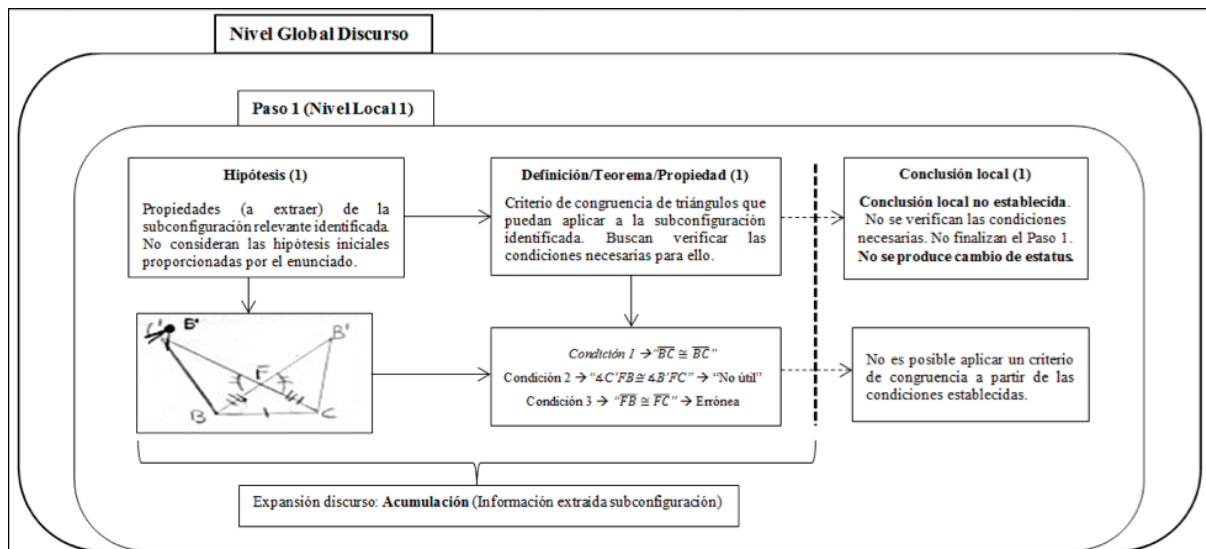 Nivel Global Discurso
Paso 1 (Nivel Local 1)
Hipótesis (1)
Propiedades (a extraer) de la
subconfiguración relevante identificada.
No consideran las hipótesis iniciales
proporcionadas por el enunciado.
Definición/Teorema/Propiedad (1)
Criterio de congruencia de triángulos que
puedan aplicar a la subconfiguración
identificada. Buscan verificar las
condiciones necesarias para ello.
Conclusión local (1)
Conclusión local no establecida.
No se verifican las condiciones
necesarias. No finalizan el Paso 1.
No se produce cambio de estatus.
C' B'
B'
F
B
C
Condición 1 →"B̅C̅ ≅ B̅C̅"
Condición 2 → "∡C'FB≅ ∡B'FC" → "No útil"
Condición 3 → "F̅B̅ ≅ F̅C̅" → Errónea
No es posible aplicar un criterio
de congruencia a partir de las
condiciones establecidas.
Expansión discurso: Acumulación (Información extraída subconfiguración)